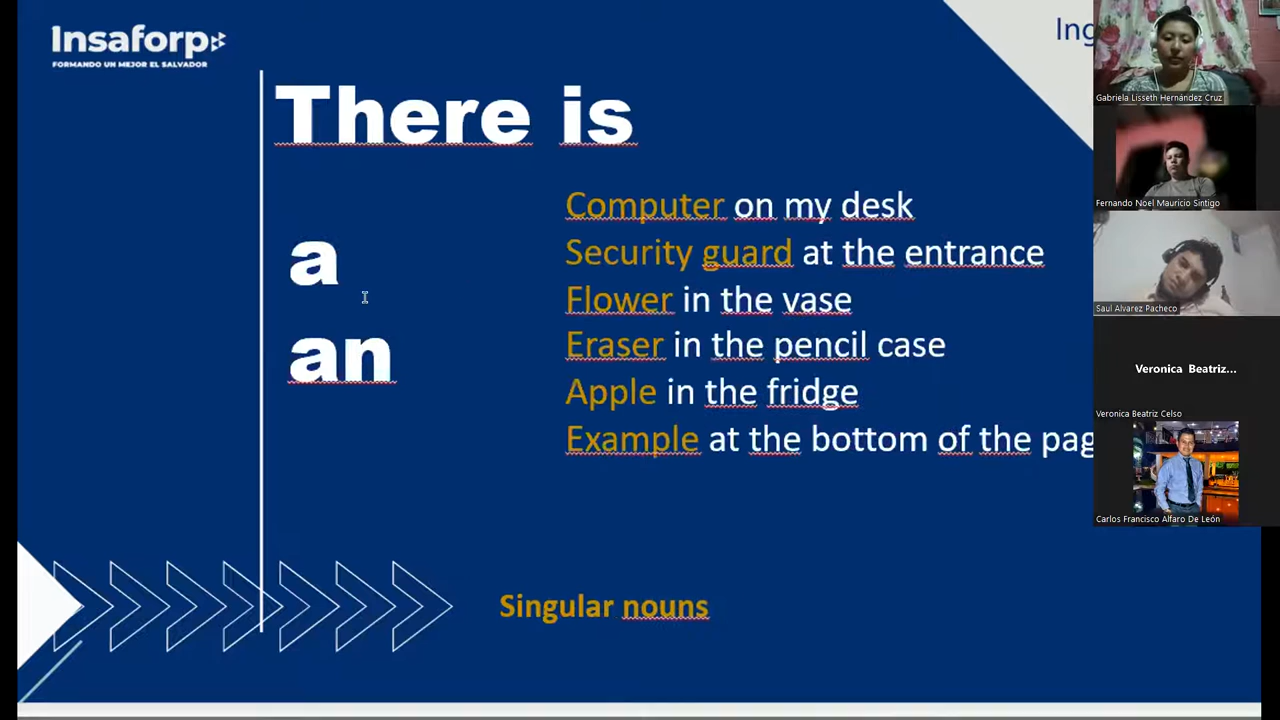 Insaforp
FORMANDO UN MEJOR EL SALVADOR
Ing
There is
a
an
Computer on my desk
Security guard at the entrance
Flower in the vase
Eraser in the pencil case
Apple in the fridge
Example at the bottom of the pag
Singular nouns
Gabriela Lisseth Hernández Cruz
Fernando Noel Mauricio Sintigo
Saul Alvarez Pacheco
Veronica Beatriz...
Veronica Beatriz Celso
Carlos Francisco Alfaro De León